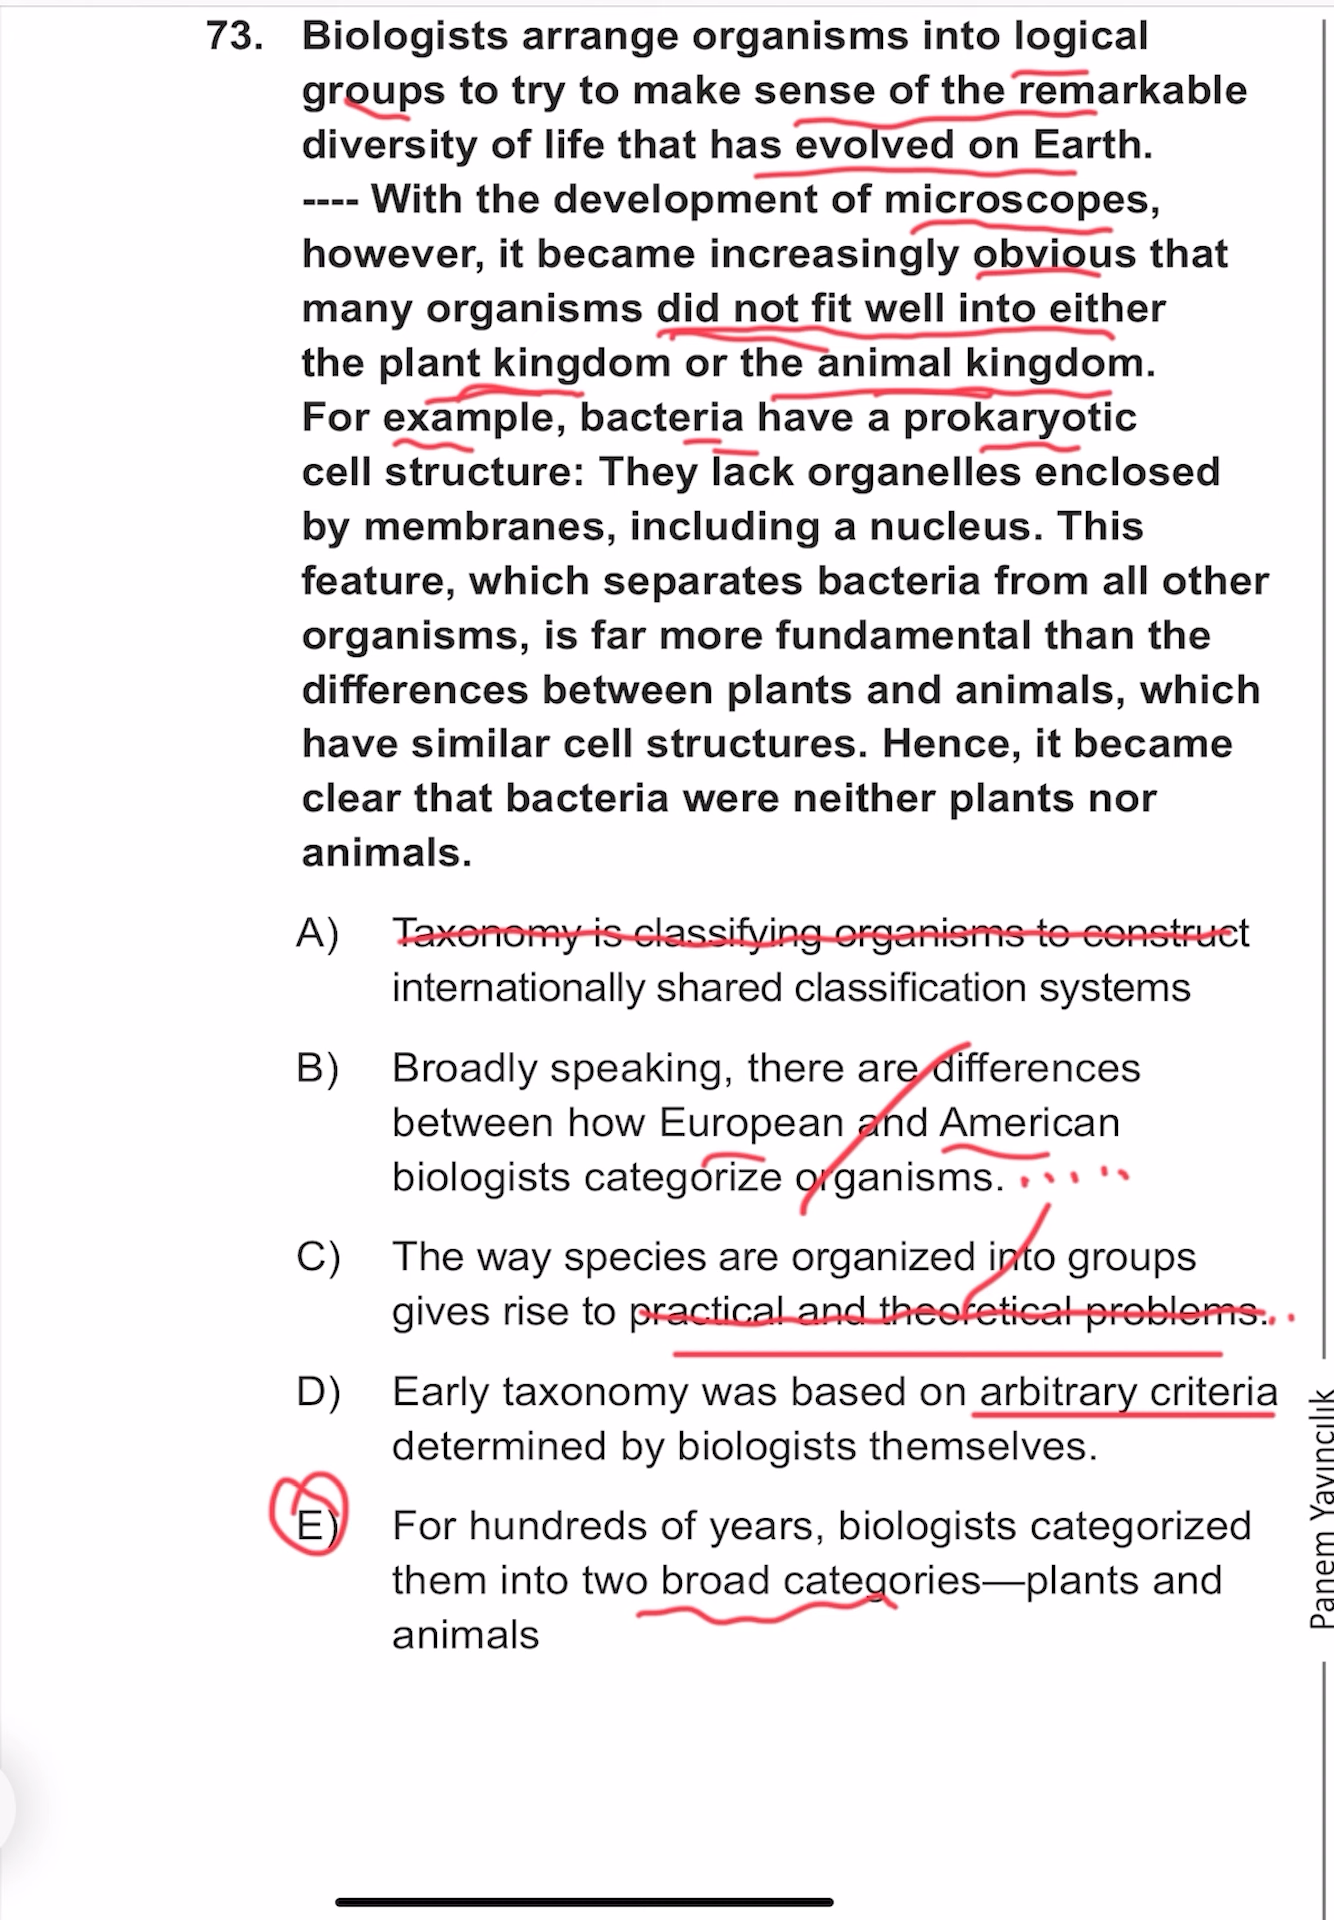 73. Biologists arrange organisms into logical
groups to try to make sense of the remarkable
diversity of life that has evolved on Earth.
---- With the development of microscopes,
however, it became increasingly obvious that
many organisms did not fit well into either
the plant kingdom or the animal kingdom.
For example, bacteria have a prokaryotic
cell structure: They lack organelles enclosed
by membranes, including a nucleus. This
feature, which separates bacteria from all other
organisms, is far more fundamental than the
differences between plants and animals, which
have similar cell structures. Hence, it became
clear that bacteria were neither plants nor
animals.
A) Taxonomy is classifying organisms to construct
internationally shared classification systems
B) Broadly speaking, there are differences
between how European and American
biologists categorize organisms.
C) The way species are organized into groups
gives rise to practical and theoretical problems.
D) Early taxonomy was based on arbitrary criteria
determined by biologists themselves.
E) For hundreds of years, biologists categorized
them into two broad categories—plants and
animals
Panem Yayıncılık